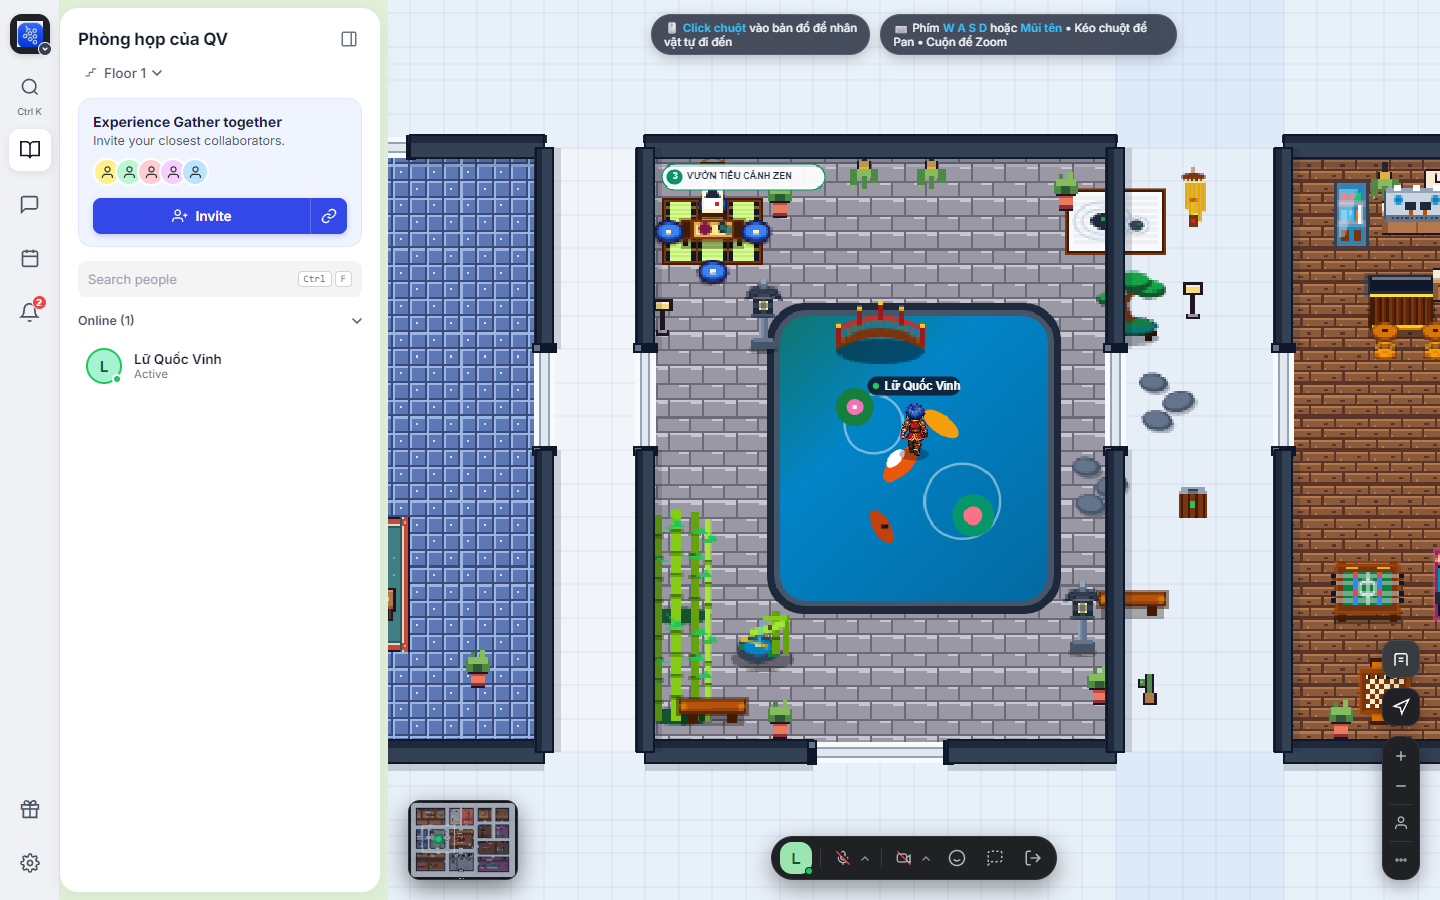 Phòng họp của QV
Floor 1
Ctrl K
Experience Gather together
Invite your closest collaborators.
Invite
Search people
Ctrl F
2
Online (1)
L
Lữ Quốc Vinh
Active
Click chuột vào bản đồ để nhân
vật tự đi đến
Phím W A S D hoặc Mũi tên • Kéo chuột để
Pan • Cuộn để Zoom
3 VƯỜN TIỂU CẢNH ZEN
Lữ Quốc Vinh
L